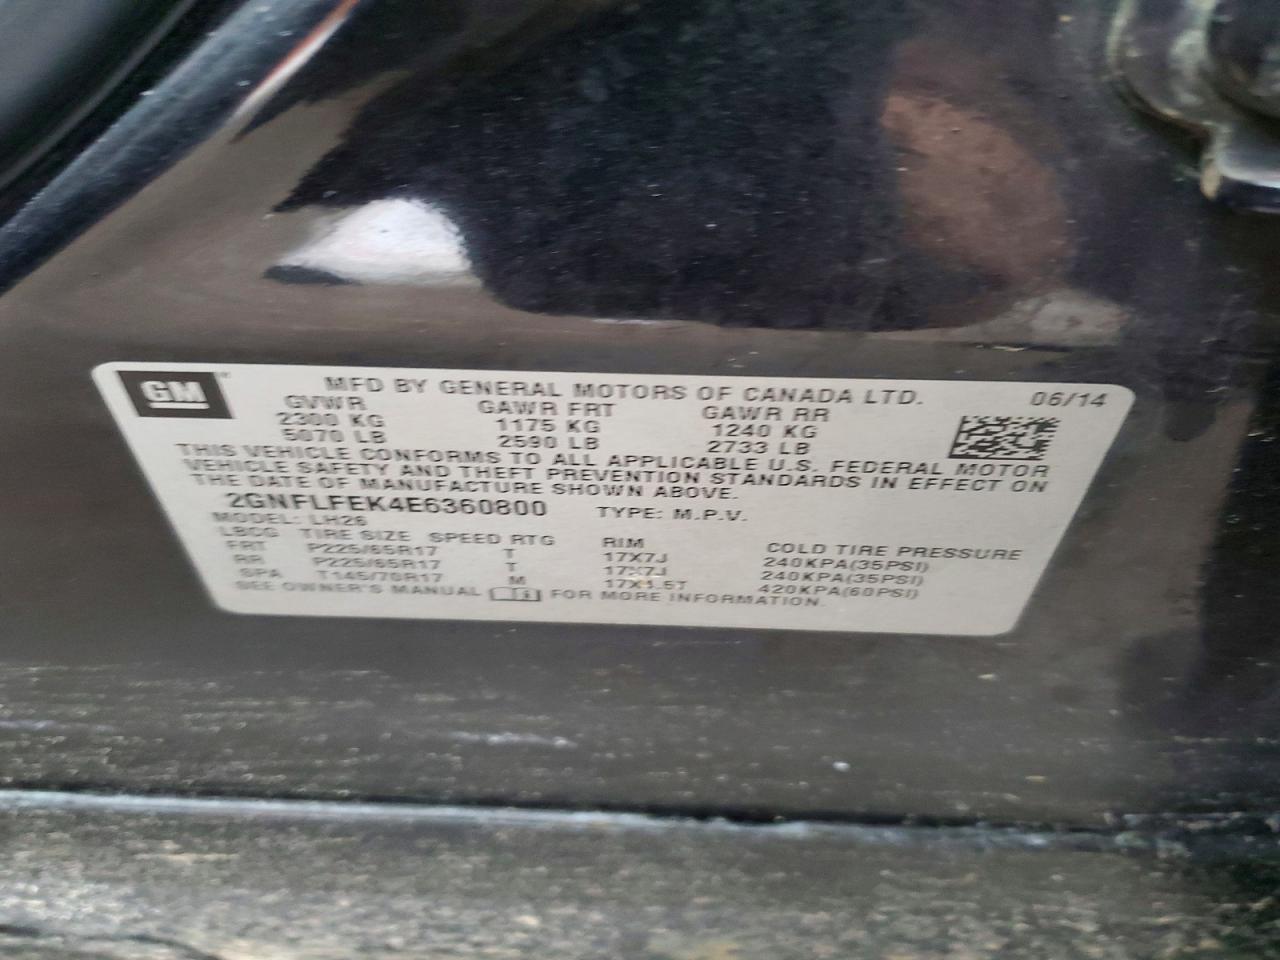 GM MFD BY GENERAL MOTORS OF CANADA LTD. 06/14
GVWR GAWR FRT GAWR RR
2300 KG 1175 KG 1240 KG
5070 LB 2590 LB 2733 LB
THIS VEHICLE CONFORMS TO ALL APPLICABLE U.S. FEDERAL MOTOR
VEHICLE SAFETY AND THEFT PREVENTION STANDARDS IN EFFECT ON
THE DATE OF MANUFACTURE SHOWN ABOVE.
2GNFLFEK4E6360800 TYPE: M.P.V.
MODEL: LH26
LBCG TIRE SIZE SPEED RTG RIM COLD TIRE PRESSURE
FRT P225/65R17 T 17X7J 240KPA(35PSI)
RR P225/65R17 T 17X7J 240KPA(35PSI)
SPA T145/70R17 M 17X4.5T 420KPA(60PSI)
SEE OWNER'S MANUAL FOR MORE INFORMATION.